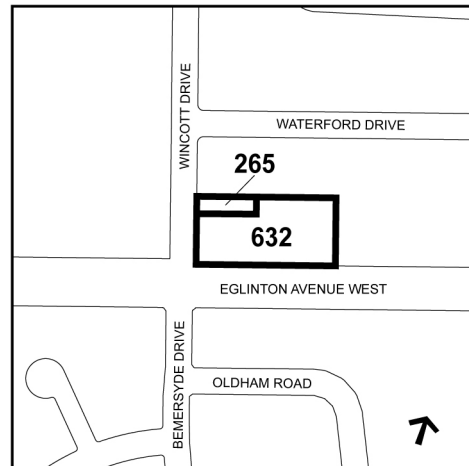 WINCOTT DRIVE
WATERFORD DRIVE
265
632
EGLINTON AVENUE WEST
BEMERSYDE DRIVE
OLDHAM ROAD